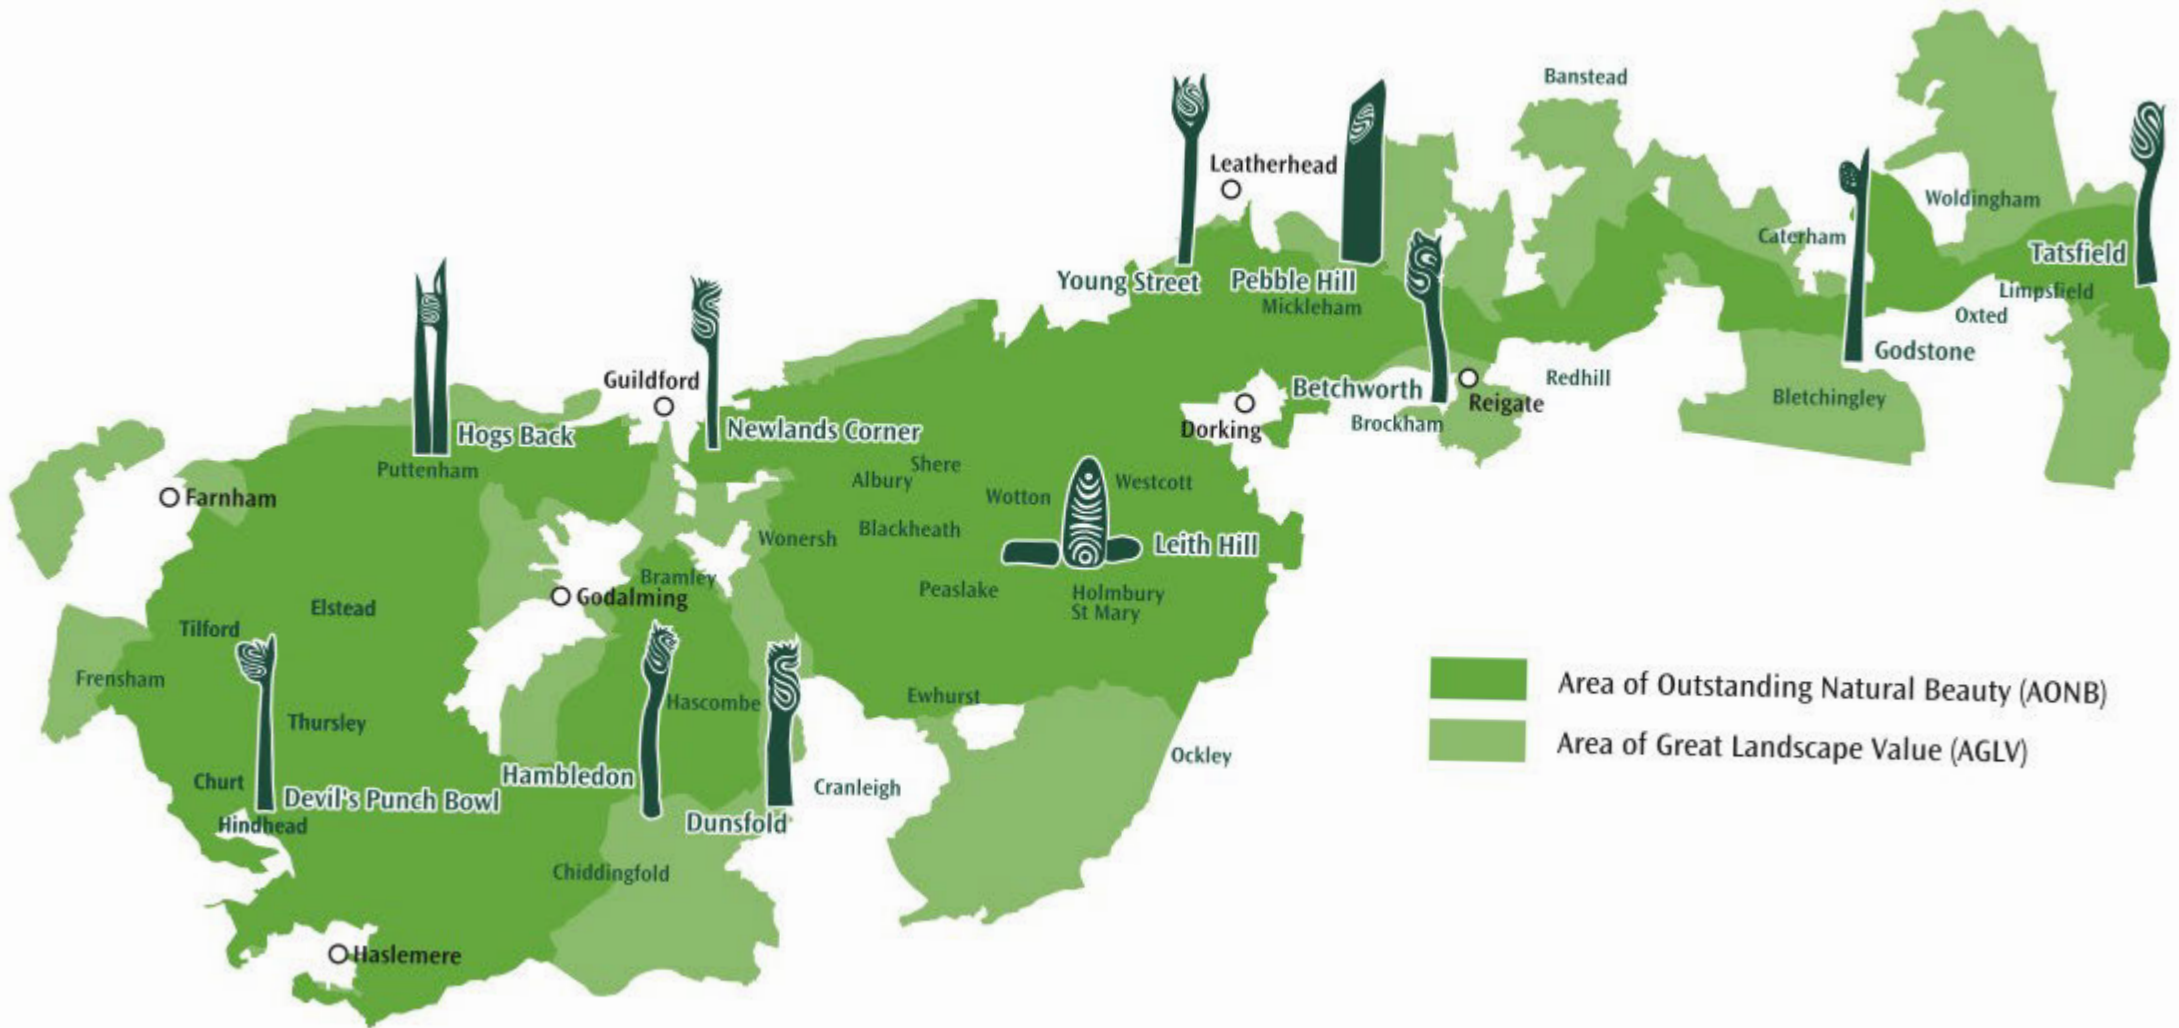 Banstead
Leatherhead
Woldingham
Caterham
Tatsfield
Young Street
Pebble Hill
Mickleham
Limpsfield
Oxted
Godstone
Guildford
Betchworth
Redhill
Reigate
Bletchingley
Hogs Back
Newlands Corner
Dorking
Brockham
Puttenham
Shere
Albury
Westcott
Farnham
Wotton
Wonersh
Blackheath
Leith Hill
Bramley
Godalming
Peaslake
Holmbury
St Mary
Elstead
Tilford
Frensham
Hascombe
Ewhurst
Thursley
Ockley
Area of Outstanding Natural Beauty (AONB)
Area of Great Landscape Value (AGLV)
Churt
Hambledon
Cranleigh
Devil's Punch Bowl
Hindhead
Dunsfold
Chiddingfold
Haslemere